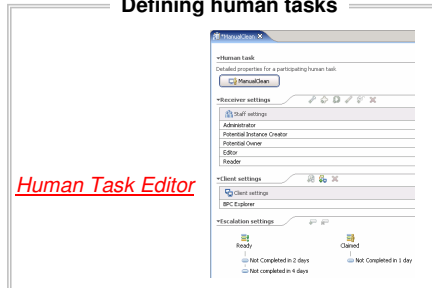 Defining human tasks
*ManualClean
Human task
Detailed properties for a participating human task
ManualClean
Receiver settings
Staff settings
Administrator
Potential Instance Creator
Potential Owner
Editor
Reader
Human Task Editor
Client settings
Client settings
BPC Explorer
Escalation settings
Ready
Claimed
Not Completed in 2 days
Not Completed in 1 day
Not completed in 4 days